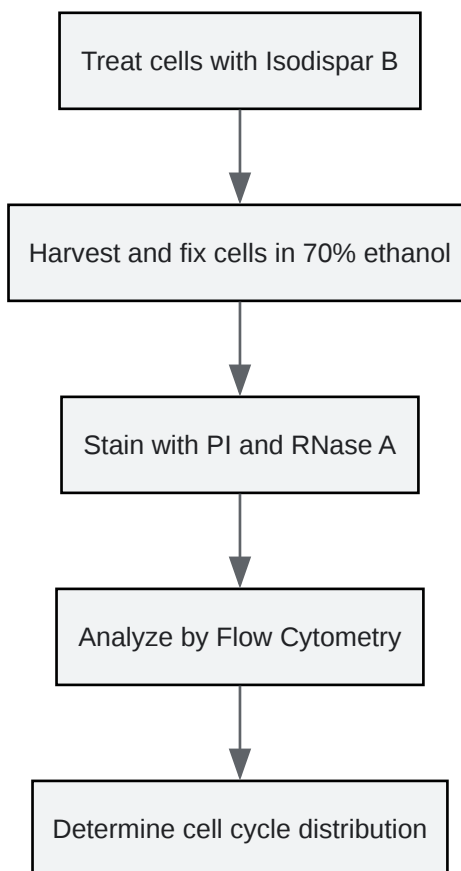 Treat cells with Isodispar B
Harvest and fix cells in 70% ethanol
Stain with PI and RNase A
Analyze by Flow Cytometry
Determine cell cycle distribution